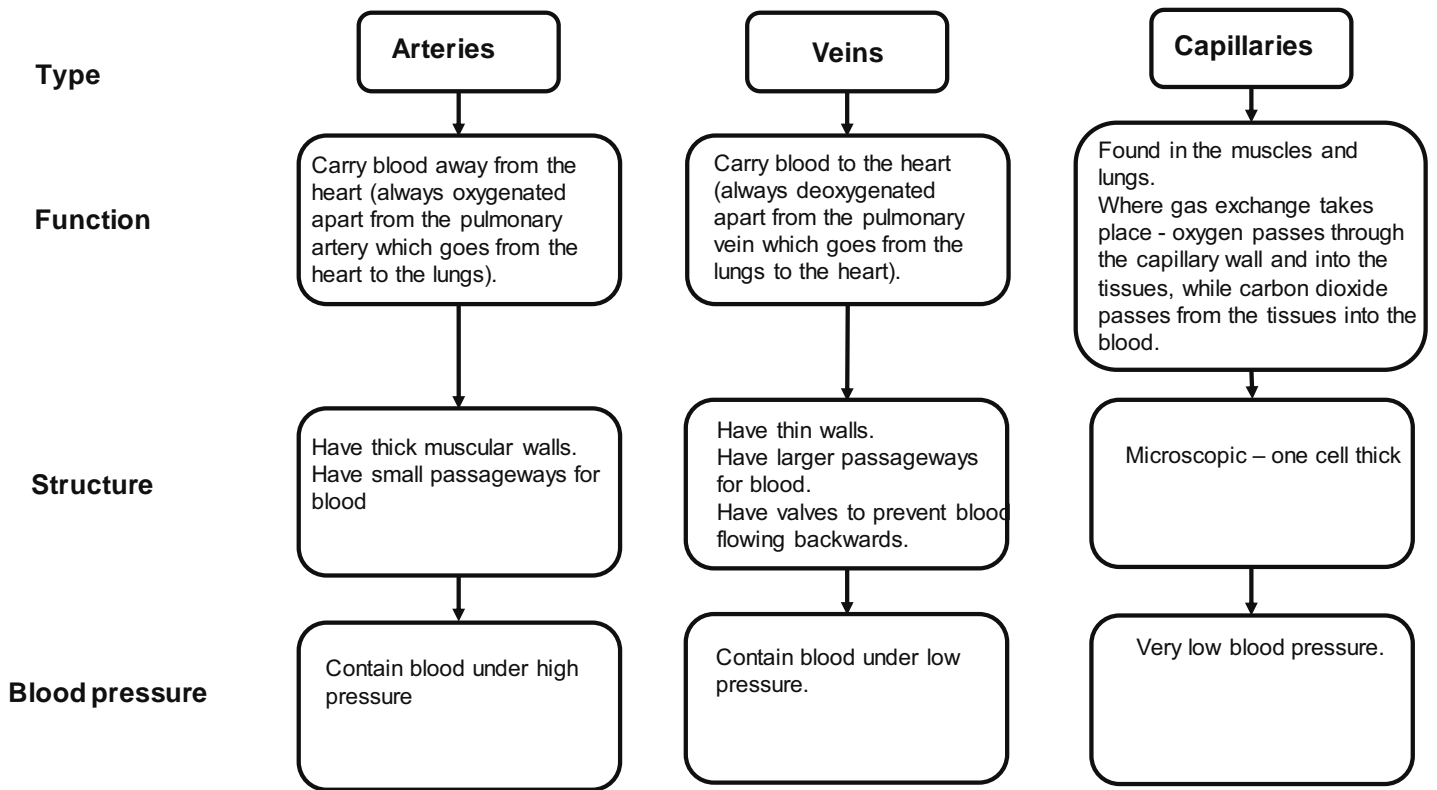 Type
Arteries
Veins
Capillaries
Function
Carry blood away from the
heart (always oxygenated
apart from the pulmonary
artery which goes from the
heart to the lungs).
Carry blood to the heart
(always deoxygenated
apart from the pulmonary
vein which goes from the
lungs to the heart).
Found in the muscles and
lungs.
Where gas exchange takes
place - oxygen passes through
the capillary wall and into the
tissues, while carbon dioxide
passes from the tissues into the
blood.
Structure
Have thick muscular walls.
Have small passageways for
blood
Have thin walls.
Have larger passageways
for blood.
Have valves to prevent blood
flowing backwards.
Microscopic – one cell thick
Blood pressure
Contain blood under high
pressure
Contain blood under low
pressure.
Very low blood pressure.